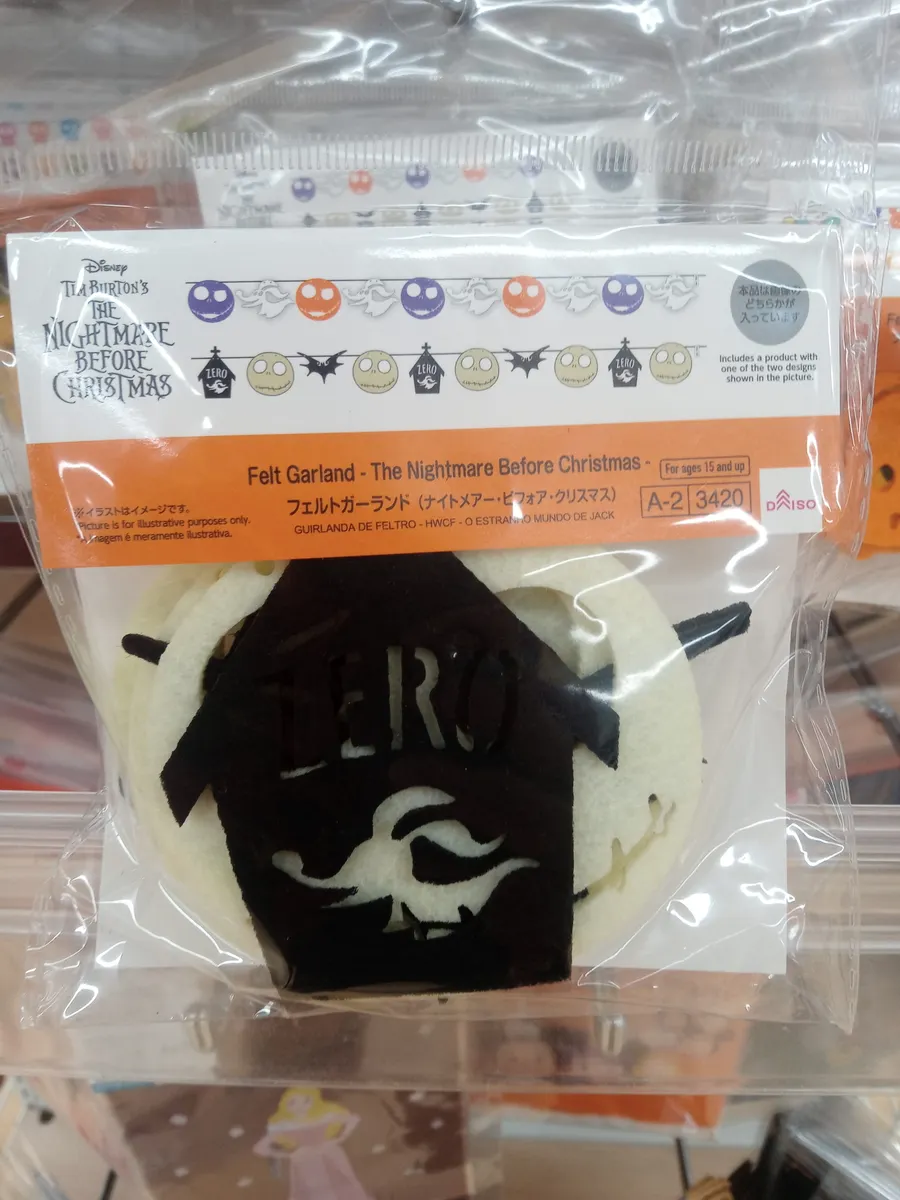 Disney
TIM BURTON'S
THE
NIGHTMARE
BEFORE
CHRISTMAS
ZERO
ZERO
ZERO
本品は画像の
どちらかが
入っています
Includes a product with
one of the two designs
shown in the picture.
Felt Garland - The Nightmare Before Christmas -
For ages 15 and up
フェルトガーランド（ナイトメアー・ビフォア・クリスマス）
A-2 3420
GUIRLANDA DE FELTRO - HWCF - O ESTRANHO MUNDO DE JACK
DAISO
※イラストはイメージです。
*Picture is for illustrative purposes only.
*A imagem é meramente ilustrativa.
ZERO